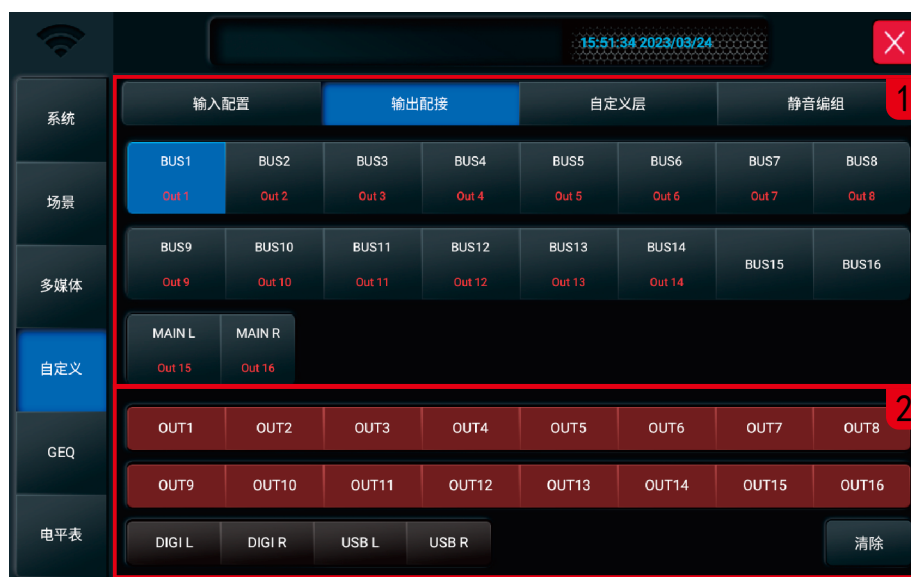 15:51:34 2023/03/24
系统
场景
多媒体
自定义
GEQ
电平表
输入配置 输出配接 自定义层 静音编组 1
BUS1 BUS2 BUS3 BUS4 BUS5 BUS6 BUS7 BUS8
Out 1 Out 2 Out 3 Out 4 Out 5 Out 6 Out 7 Out 8
BUS9 BUS10 BUS11 BUS12 BUS13 BUS14 BUS15 BUS16
Out 9 Out 10 Out 11 Out 12 Out 13 Out 14
MAIN L MAIN R
Out 15 Out 16
2
OUT1 OUT2 OUT3 OUT4 OUT5 OUT6 OUT7 OUT8
OUT9 OUT10 OUT11 OUT12 OUT13 OUT14 OUT15 OUT16
DIGI L DIGI R USB L USB R 清除